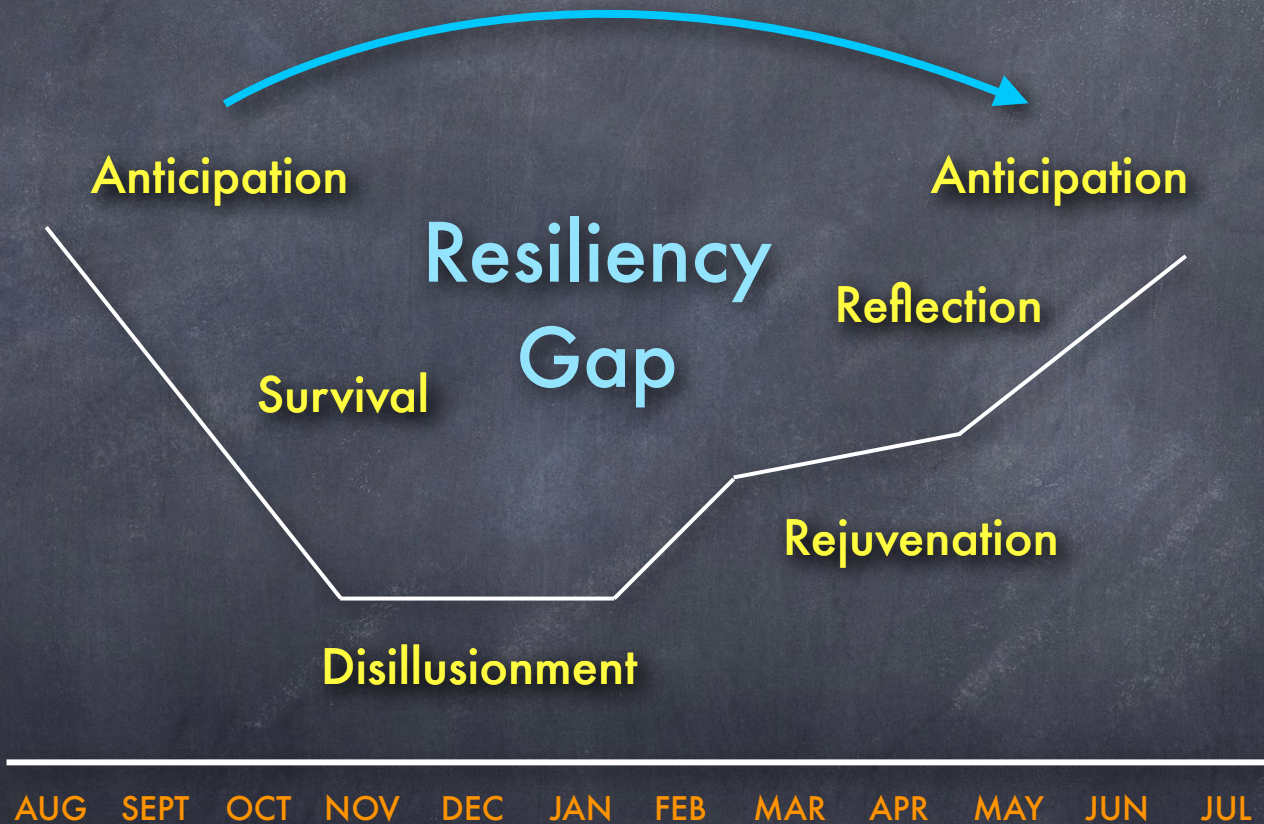 Anticipation
Anticipation
Resiliency
Gap
Reflection
Survival
Rejuvenation
Disillusionment
AUG SEPT OCT NOV DEC JAN FEB MAR APR MAY JUN JUL